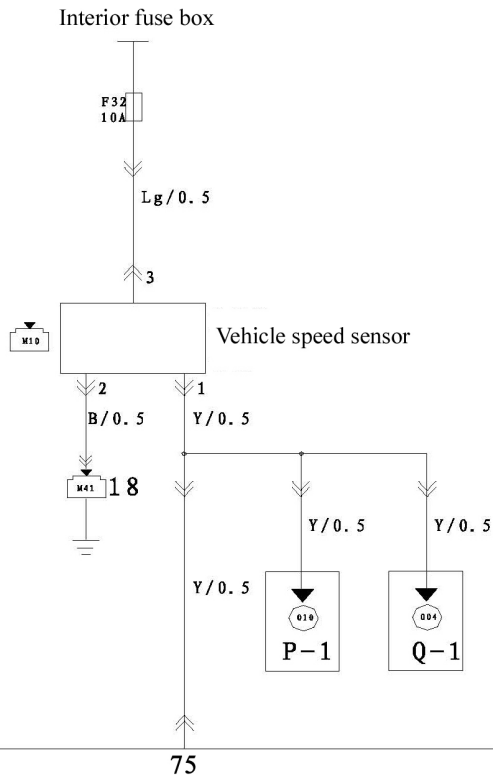 Interior fuse box
F32
10A
Lg/0.5
3
M10
Vehicle speed sensor
2
1
B/0.5
Y/0.5
M41
18
Y/0.5
Y/0.5
Y/0.5
010
004
P-1
Q-1
75